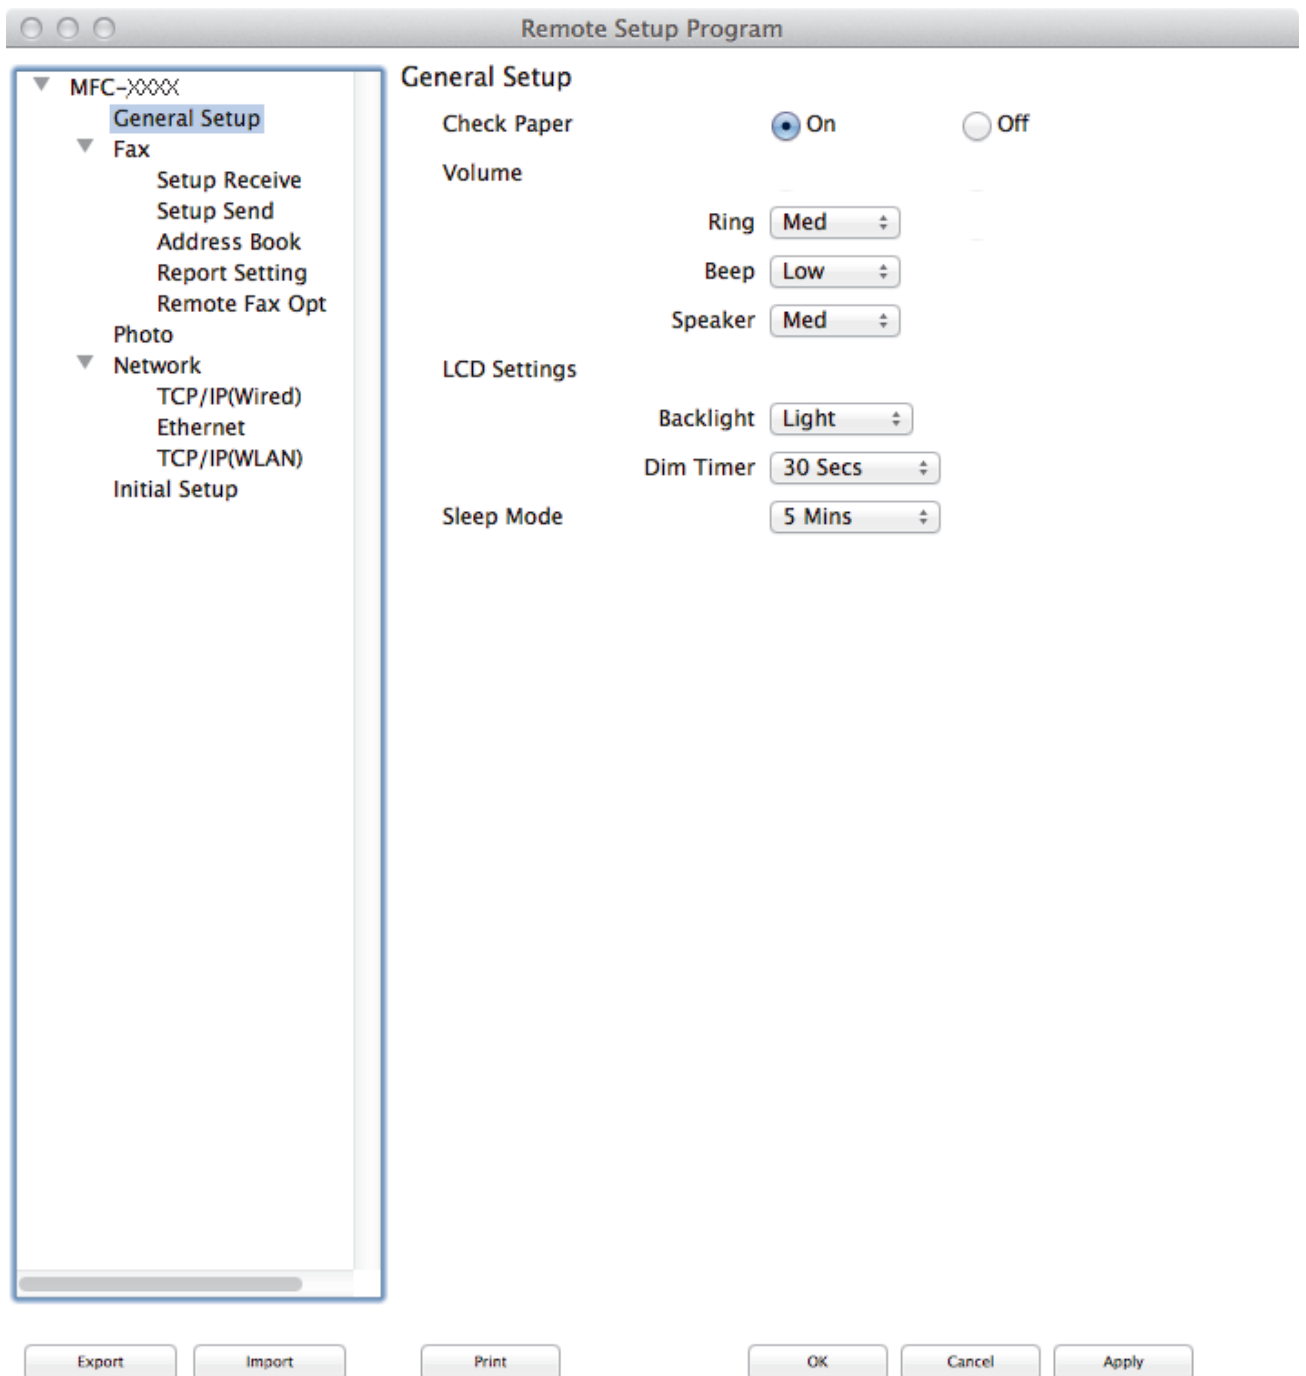 Remote Setup Program
MFC-XXXX
General Setup
Fax
Setup Receive
Setup Send
Address Book
Report Setting
Remote Fax Opt
Photo
Network
TCP/IP(Wired)
Ethernet
TCP/IP(WLAN)
Initial Setup
General Setup
Check Paper On Off
Volume
Ring Med
Beep Low
Speaker Med
LCD Settings
Backlight Light
Dim Timer 30 Secs
Sleep Mode 5 Mins
Export Import Print OK Cancel Apply